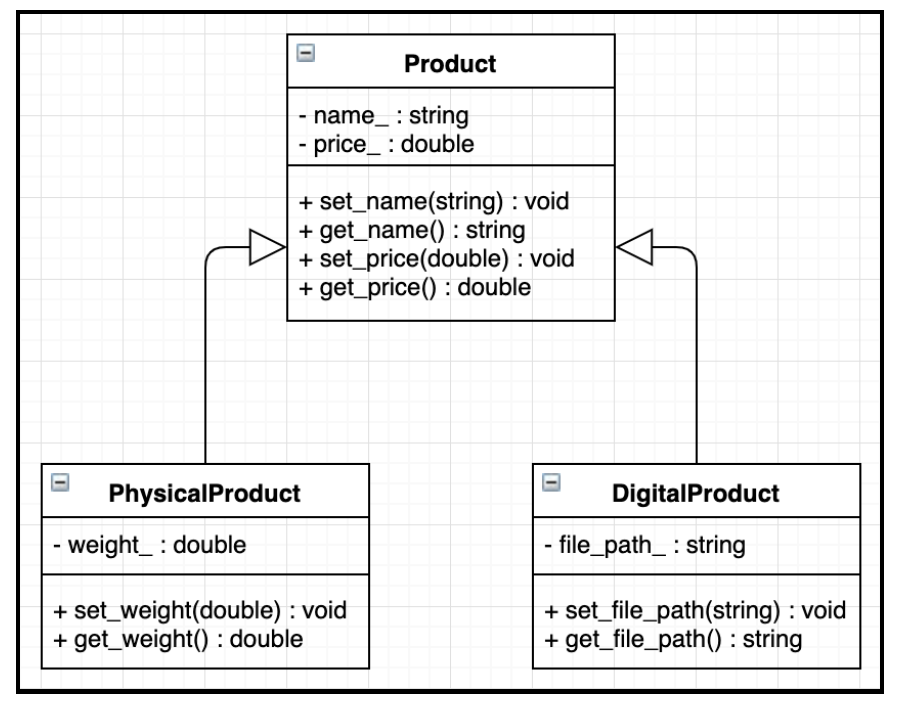 Product
- name_ : string
- price_ : double
+ set_name(string) : void
+ get_name() : string
+ set_price(double) : void
+ get_price() : double
PhysicalProduct
- weight_ : double
+ set_weight(double) : void
+ get_weight() : double
DigitalProduct
- file_path_ : string
+ set_file_path(string) : void
+ get_file_path() : string